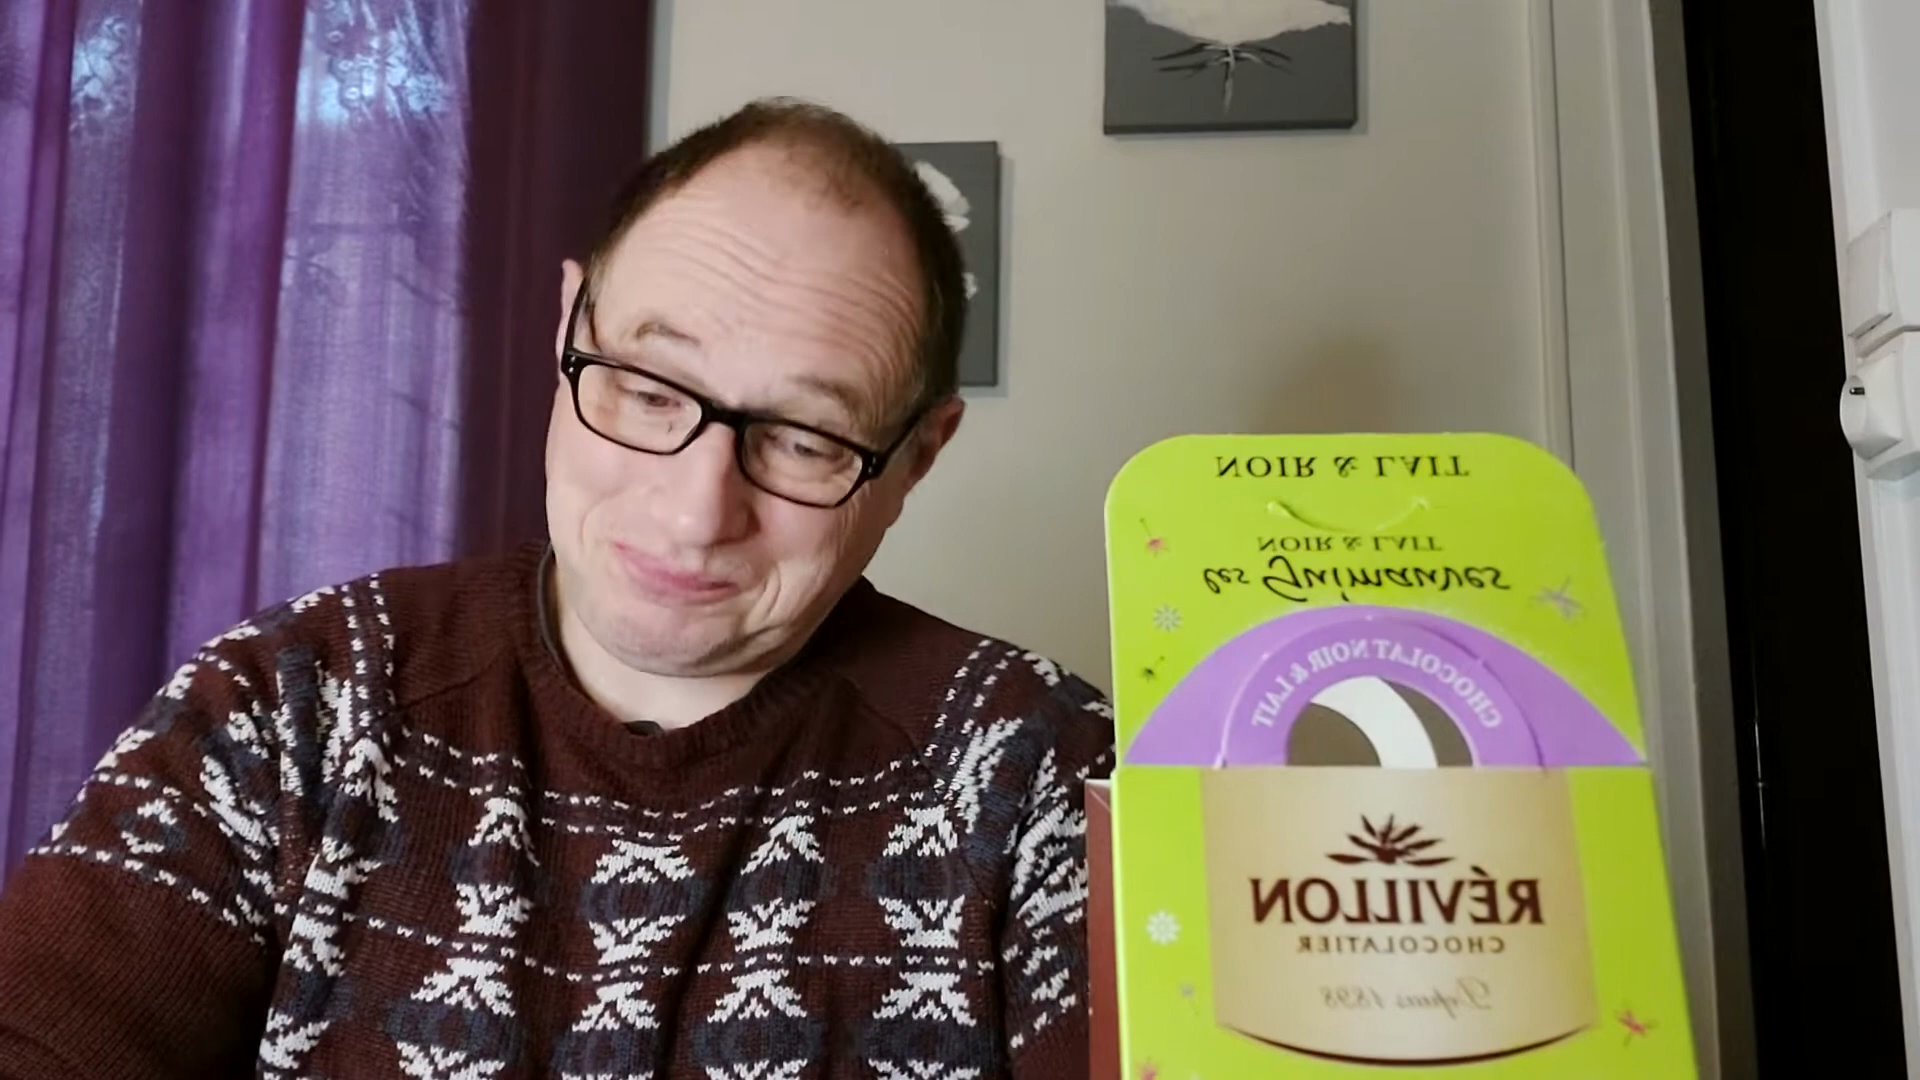 NOIR & LAIT
NOIR & LAIT
les Guimauves
CHOCOLAT NOIR & LAIT
RÉVILLON
CHOCOLATIER
Depuis 1898